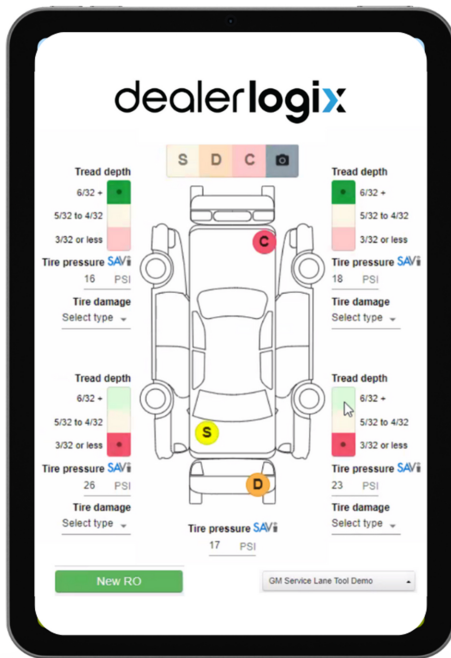 dealerlogix
S D C
Tread depth
6/32 +
5/32 to 4/32
3/32 or less
Tire pressure SAVi
16 PSI
Tire damage
Select type
Tread depth
6/32 +
5/32 to 4/32
3/32 or less
Tire pressure SAVi
18 PSI
Tire damage
Select type
C
Tread depth
6/32 +
5/32 to 4/32
3/32 or less
Tire pressure SAVi
26 PSI
Tire damage
Select type
S
D
Tread depth
6/32 +
5/32 to 4/32
3/32 or less
Tire pressure SAVi
23 PSI
Tire damage
Select type
Tire pressure SAVi
17 PSI
New RO
GM Service Lane Tool Demo